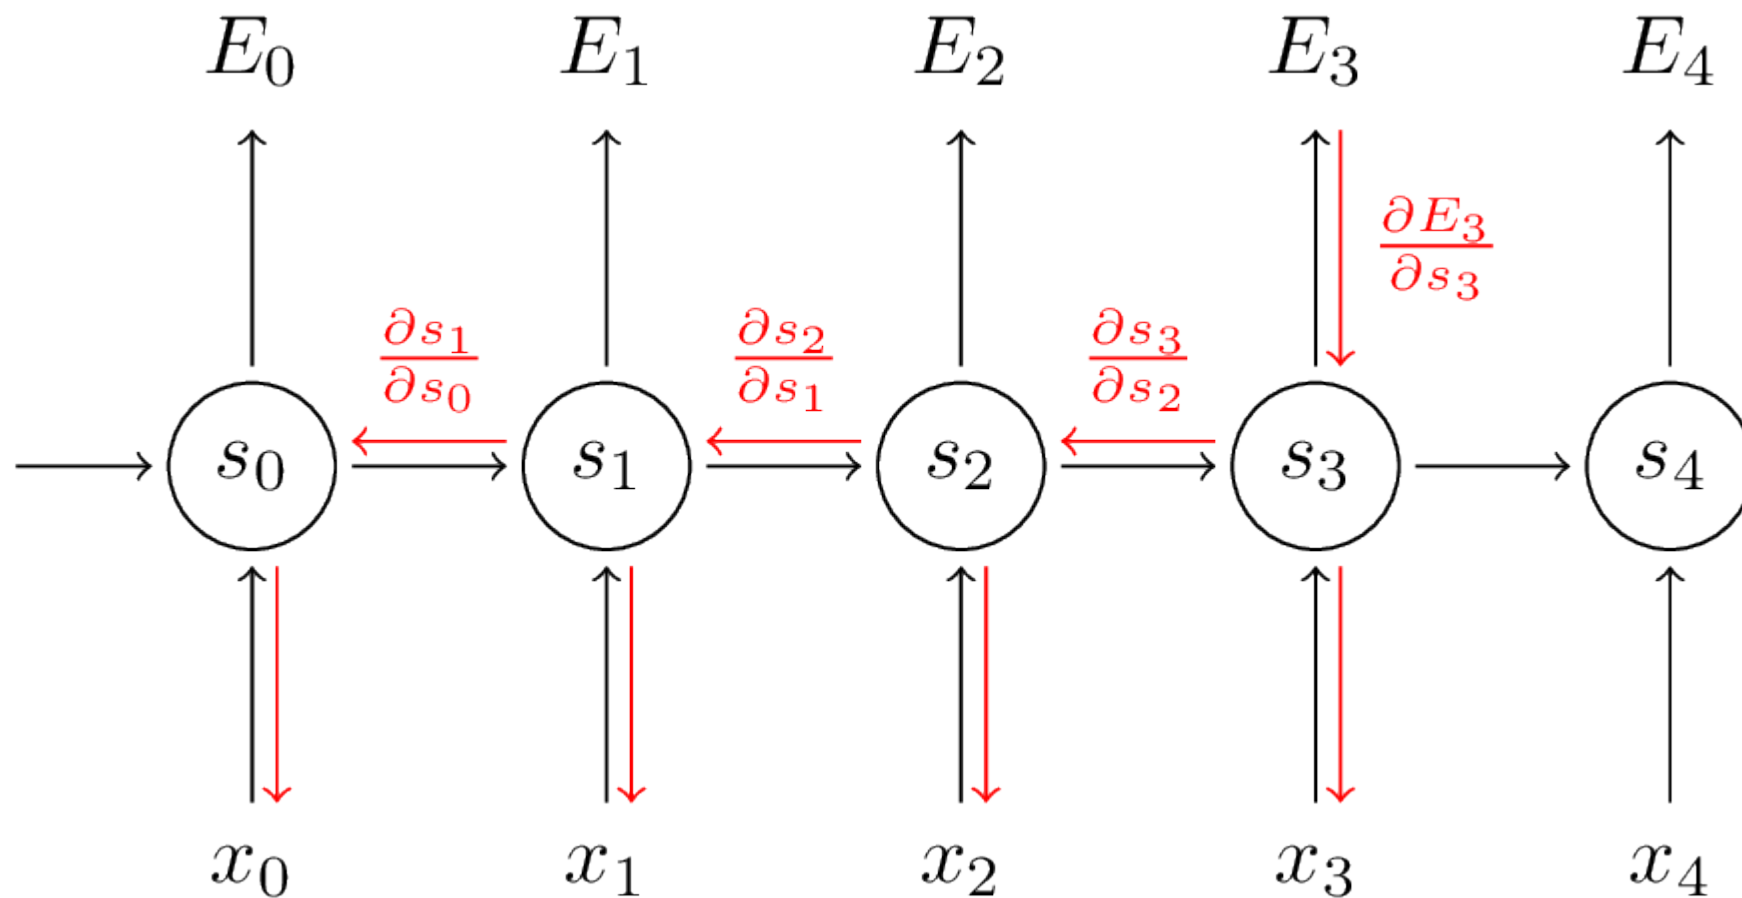 E₀ E₁ E₂ E₃ E₄
∂E₃/∂s₃
∂s₁/∂s₀ ∂s₂/∂s₁ ∂s₃/∂s₂
s₀ s₁ s₂ s₃ s₄
x₀ x₁ x₂ x₃ x₄